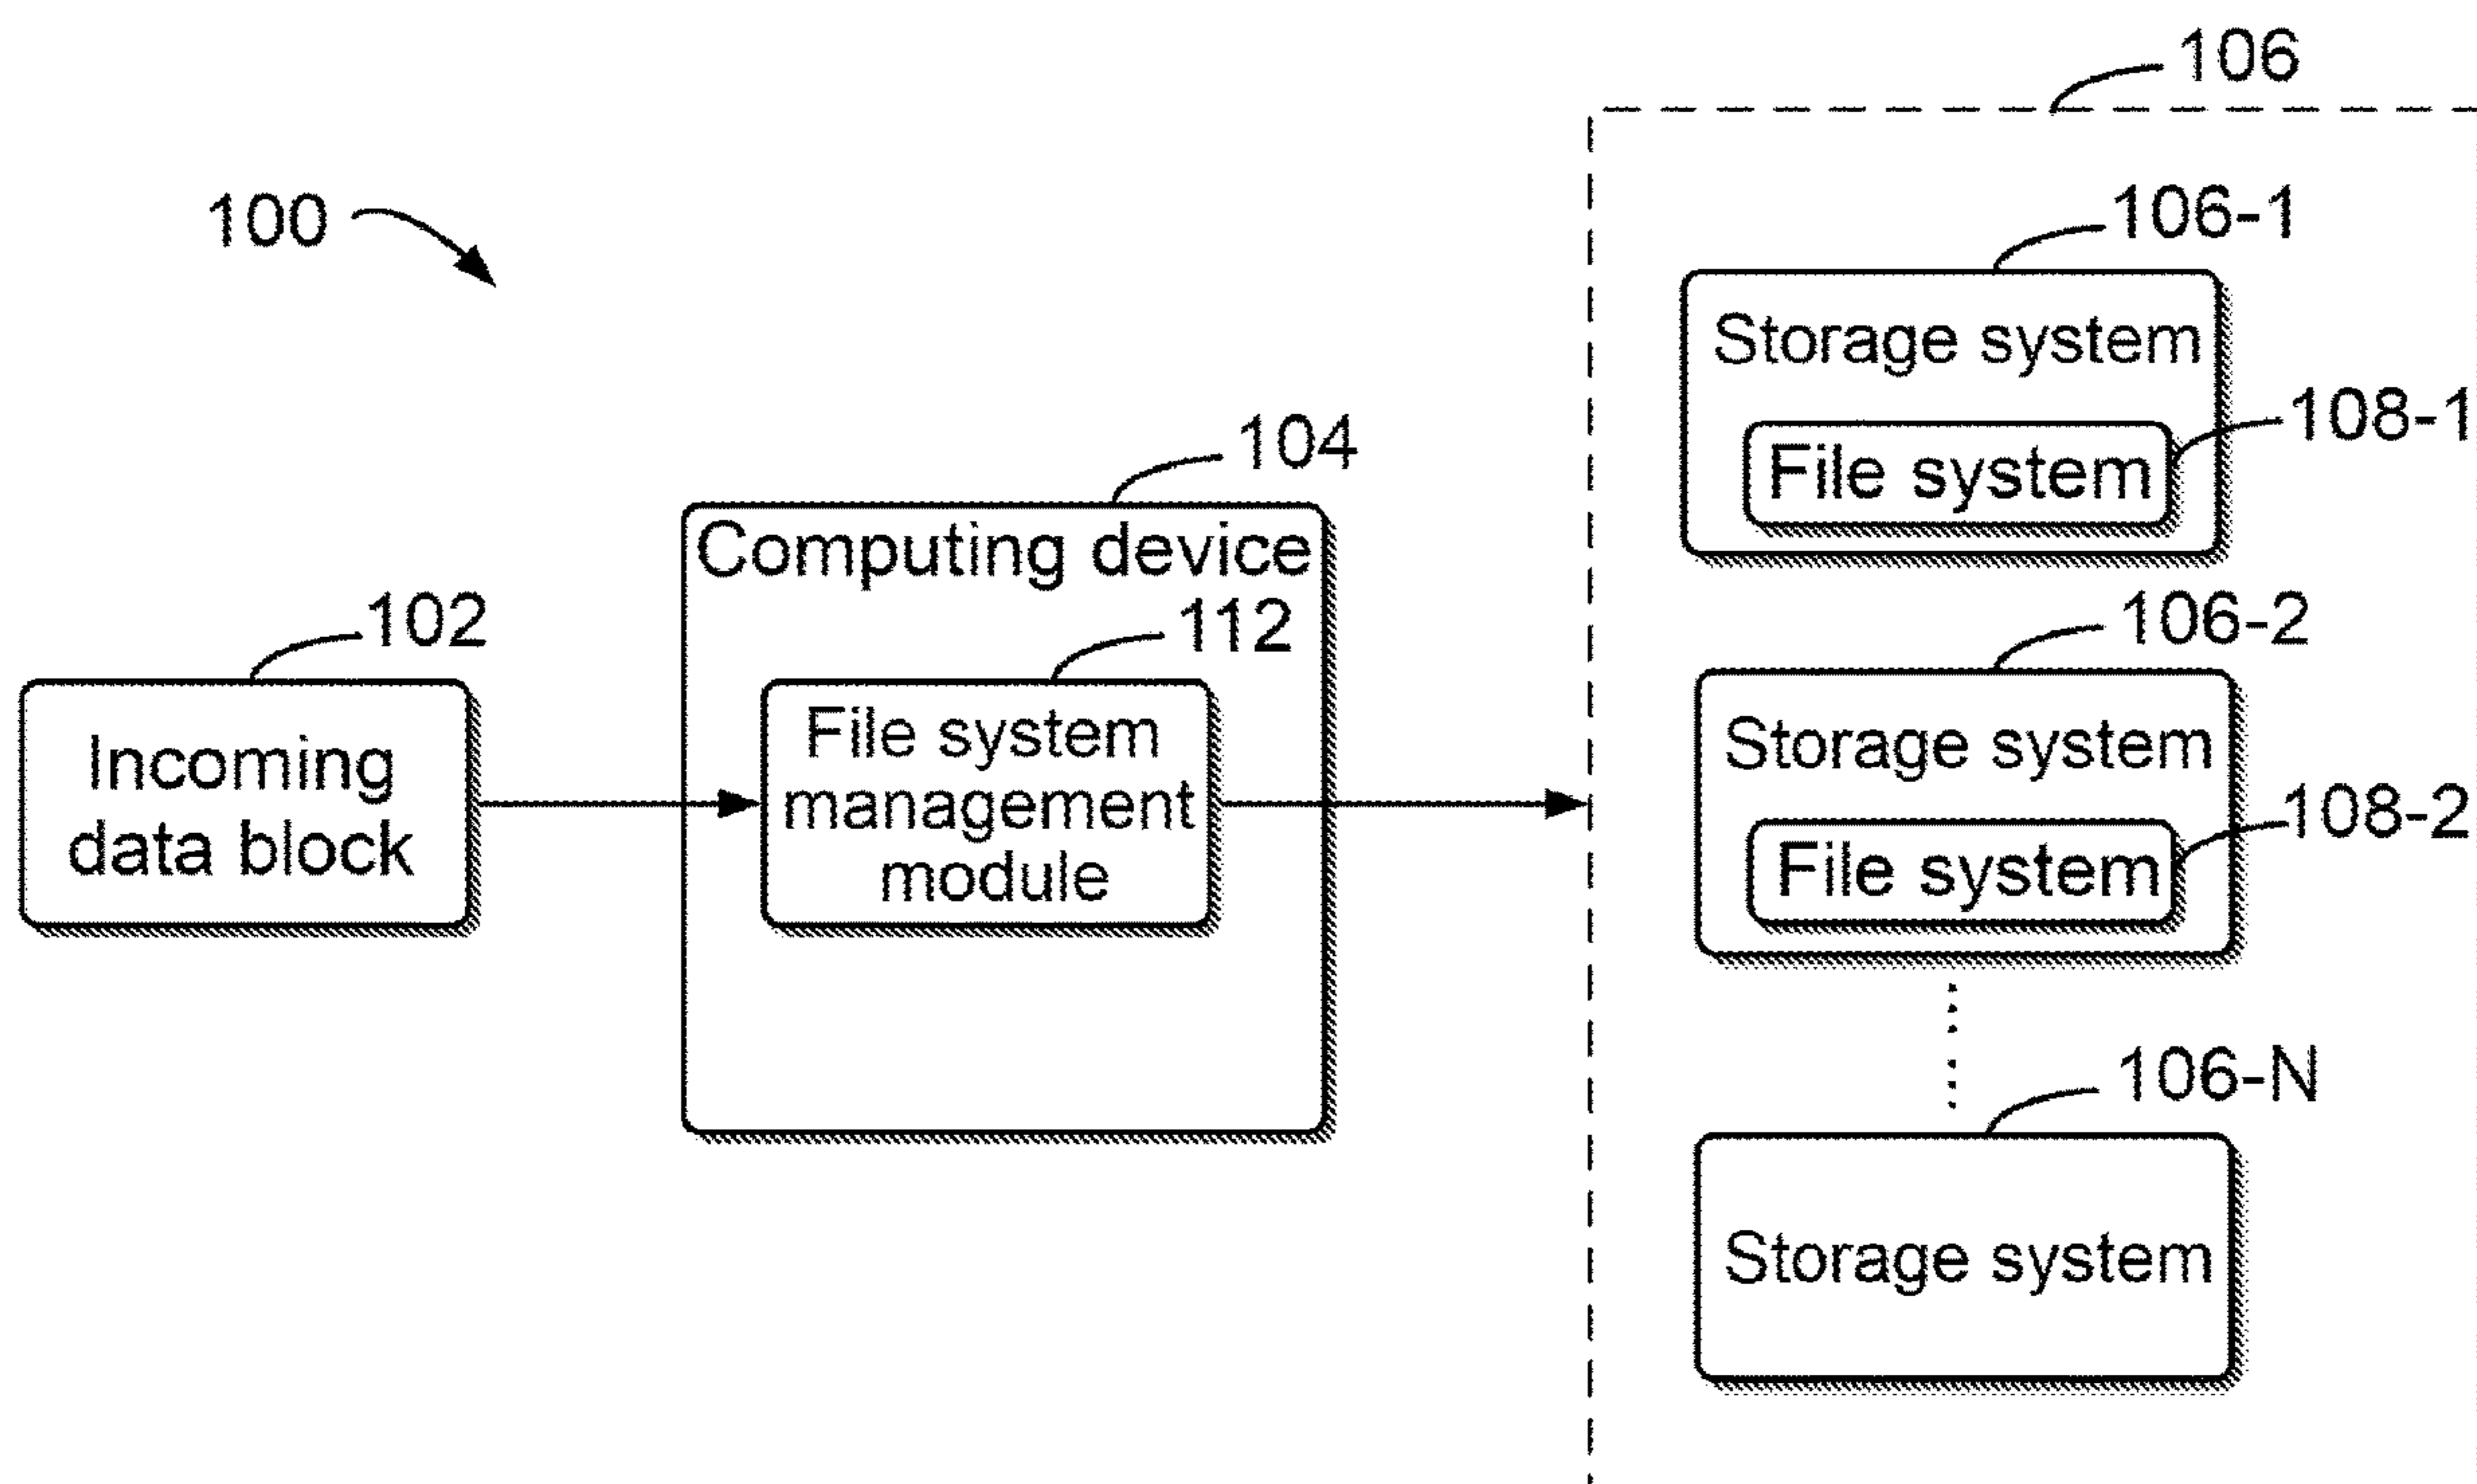 106
100
106-1
Storage system
108-1
File system
104
Computing device
102
112
106-2
Incoming
data block
File system
management
module
Storage system
108-2
File system
106-N
Storage system